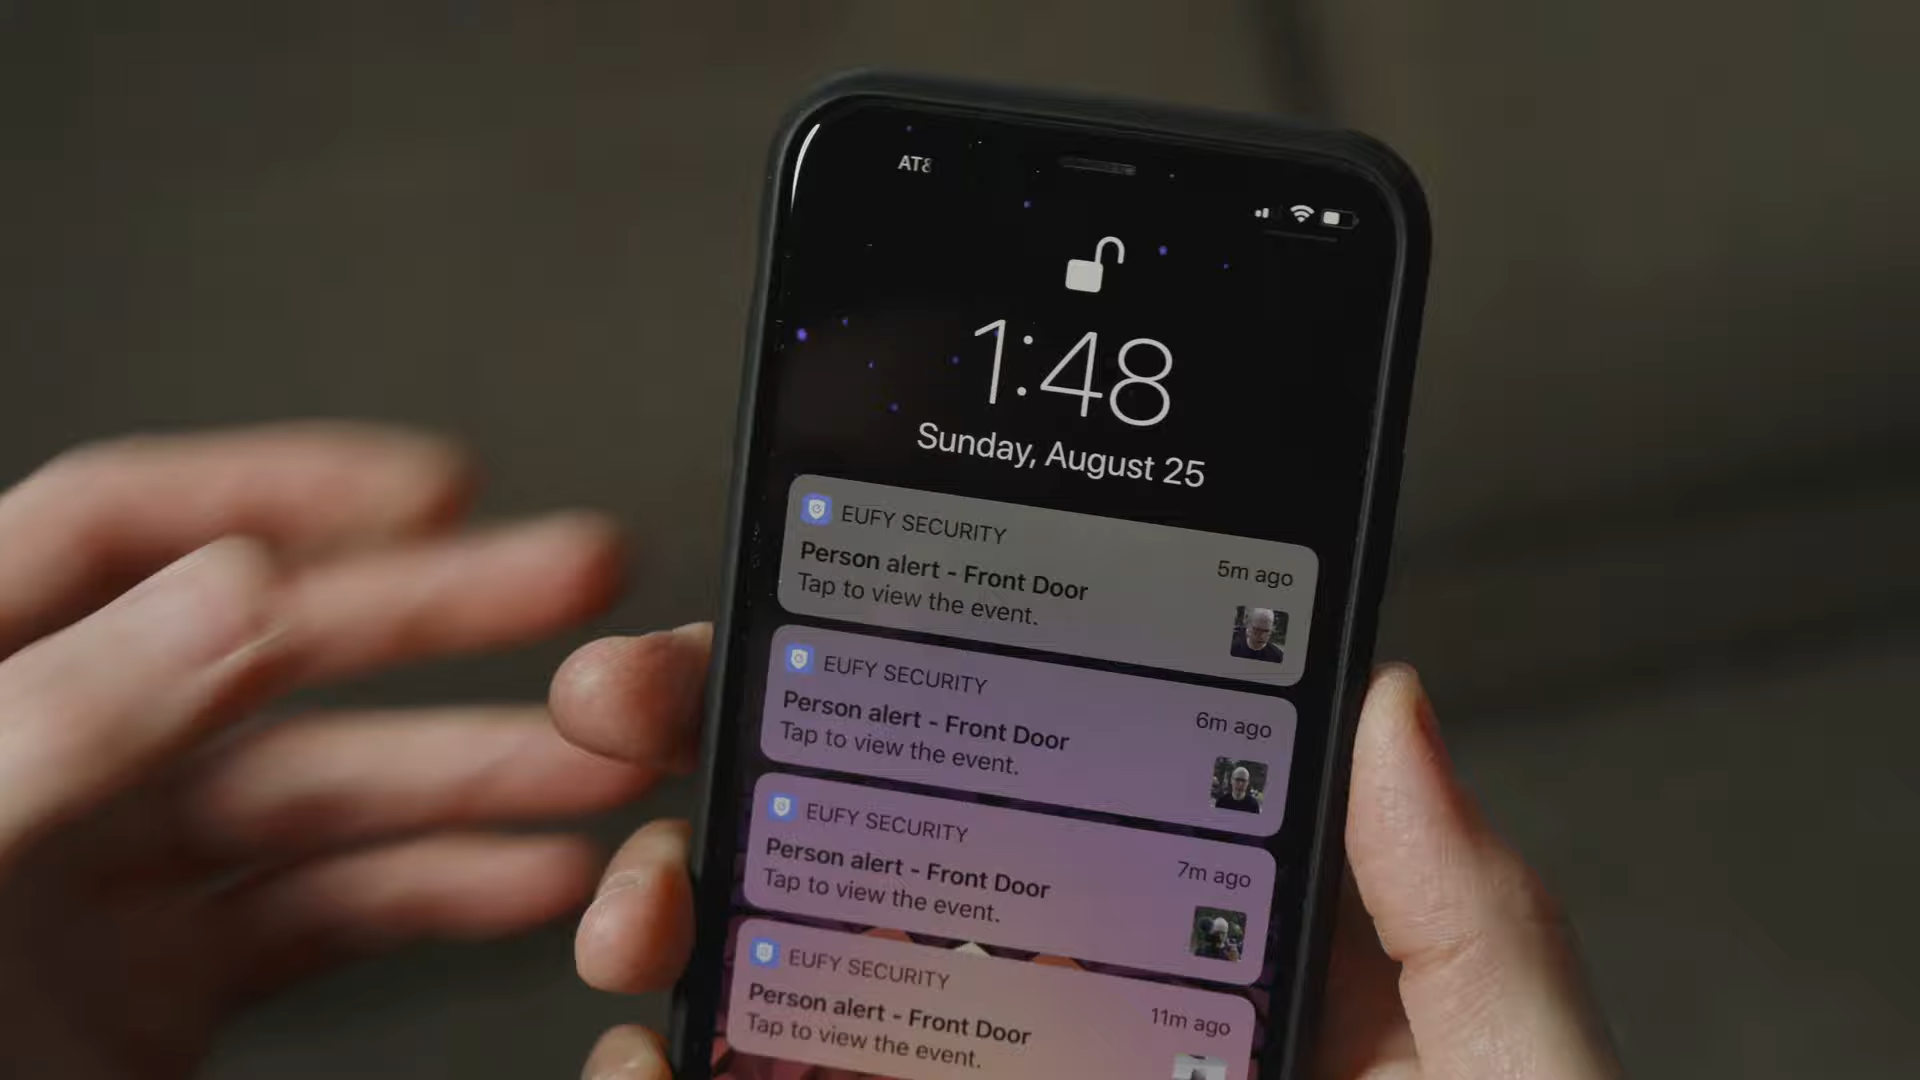 AT&
1:48
Sunday, August 25
EUFY SECURITY
5m ago
Person alert - Front Door
Tap to view the event.
EUFY SECURITY
6m ago
Person alert - Front Door
Tap to view the event.
EUFY SECURITY
7m ago
Person alert - Front Door
Tap to view the event.
EUFY SECURITY
11m ago
Person alert - Front Door
Tap to view the event.